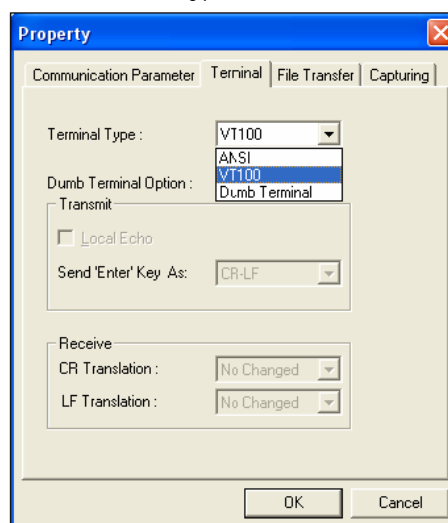 Property
Communication Parameter Terninal File Transfer Capturing
Terminal Type : VT100
ANSI
VT100
Dumb Terminal
Dumb Terminal Option :
Transmit
Local Echo
Send 'Enter' Key As: CR-LF
Receive
CR Translation : No Changed
LF Translation : No Changed
OK Cancel